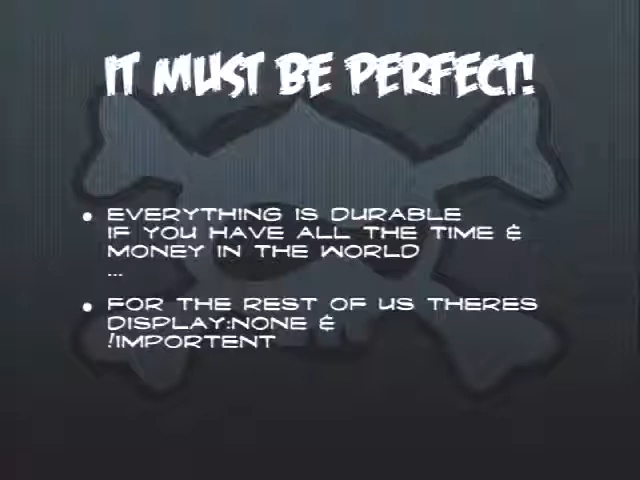 IT MUST BE PERFECT!
• EVERYTHING IS DURABLE
IF YOU HAVE ALL THE TIME &
MONEY IN THE WORLD
...
• FOR THE REST OF US THERES
DISPLAY:NONE &
!IMPORTENT